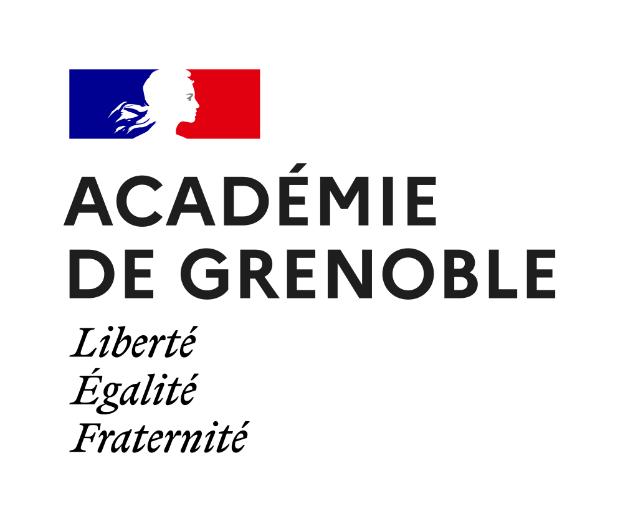 ACADÉMIE
DE GRENOBLE
Liberté
Égalité
Fraternité